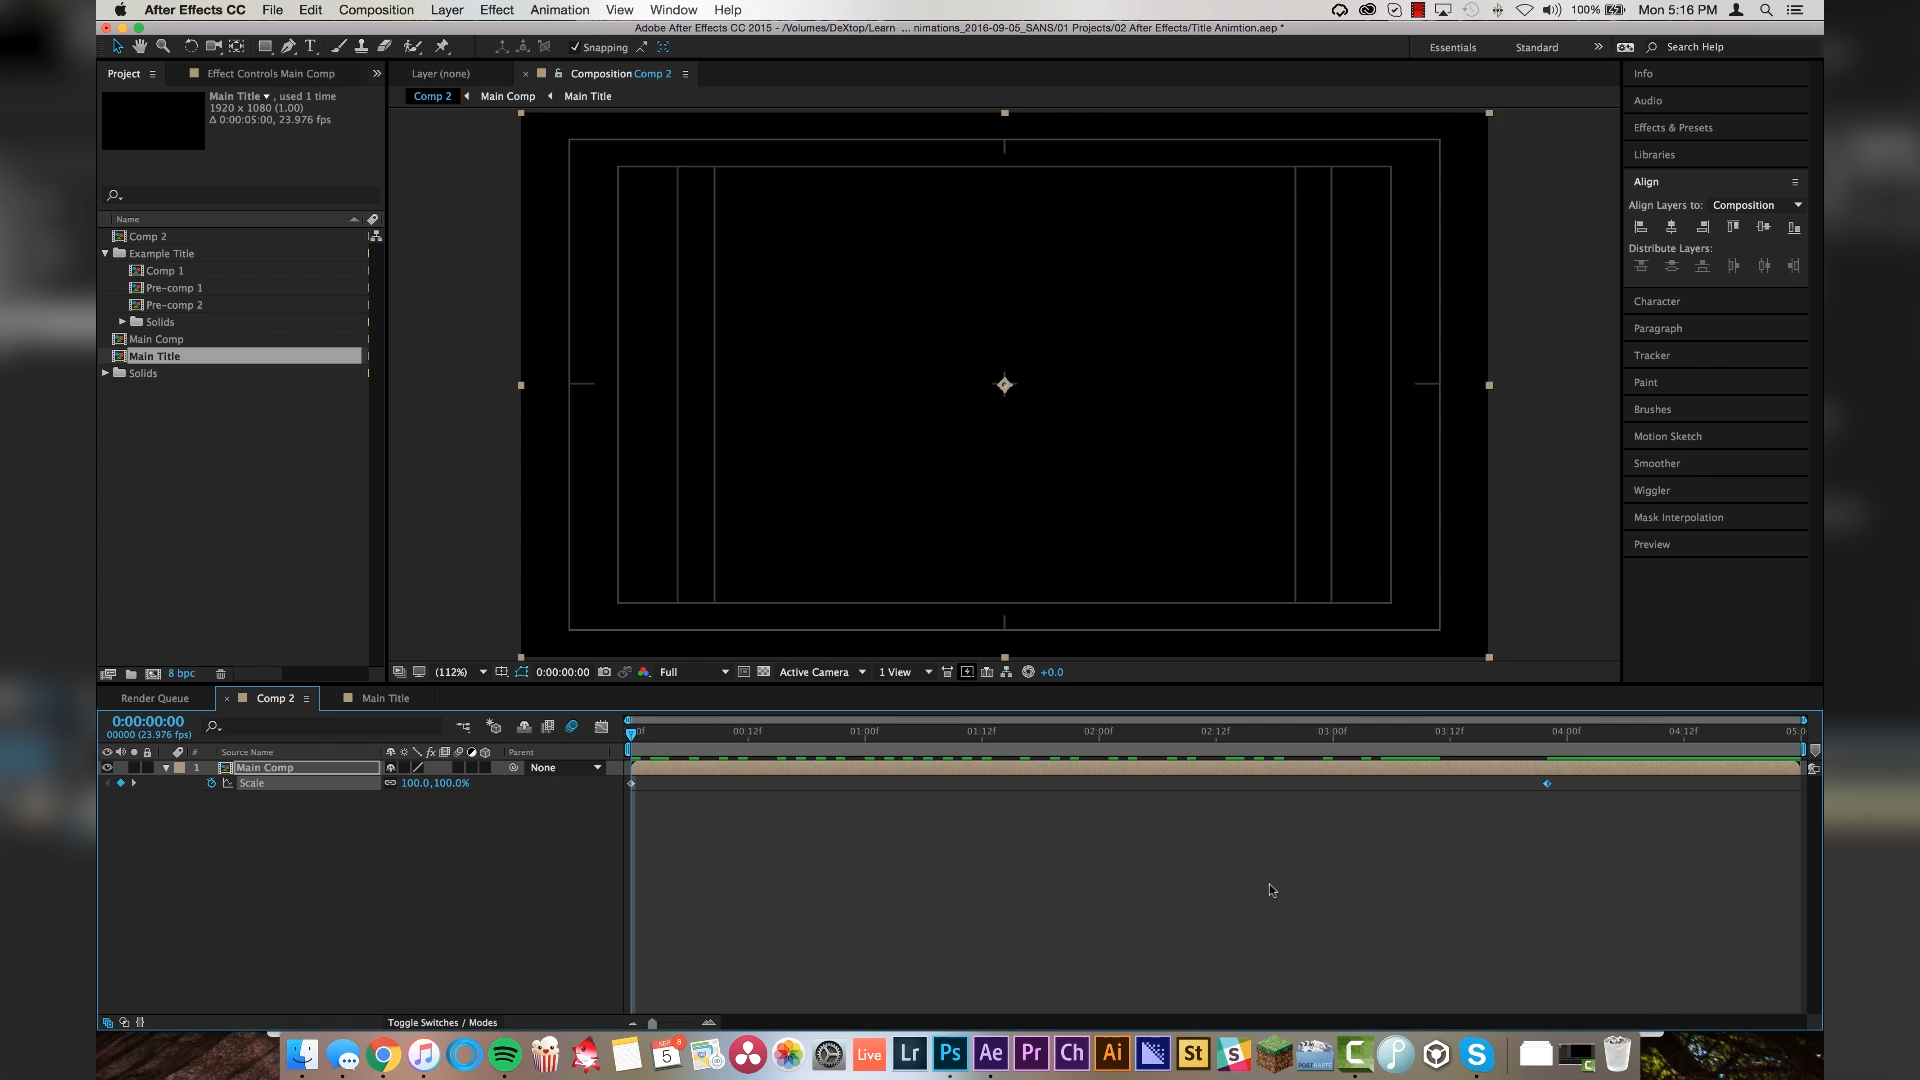 After Effects CC File Edit Composition Layer Effect Animation View Window Help 100% Mon 5:16 PM
Adobe After Effects CC 2015 - /Volumes/DeXtop/Learn ... nimations_2016-09-05_SANS/01 Projects/02 After Effects/Title Animtion.aep *
Snapping Essentials Standard Search Help
Project Effect Controls Main Comp Layer (none) Composition Comp 2 Info
Main Title , used 1 time
1920 x 1080 (1.00)
Δ 0:00:05:00, 23.976 fps
Comp 2 Main Comp Main Title
Audio
Effects & Presets
Libraries
Align
Align Layers to: Composition
Distribute Layers:
Character
Paragraph
Tracker
Paint
Brushes
Motion Sketch
Smoother
Wiggler
Mask Interpolation
Preview
Name
Comp 2
Example Title
Comp 1
Pre-comp 1
Pre-comp 2
Solids
Main Comp
Main Title
Solids
8 bpc (112%) 0:00:00:00 Full Active Camera 1 View +0.0
Render Queue Comp 2 Main Title
0:00:00:00
00000 (23.976 fps)
00:12f 01:00f 01:12f 02:00f 02:12f 03:00f 03:12f 04:00f 04:12f
# Source Name fx Parent
1 Main Comp None
Scale 100.0,100.0%
Toggle Switches / Modes
SEP 8 5 Live Lr Ps Ae Pr Ch Ai St